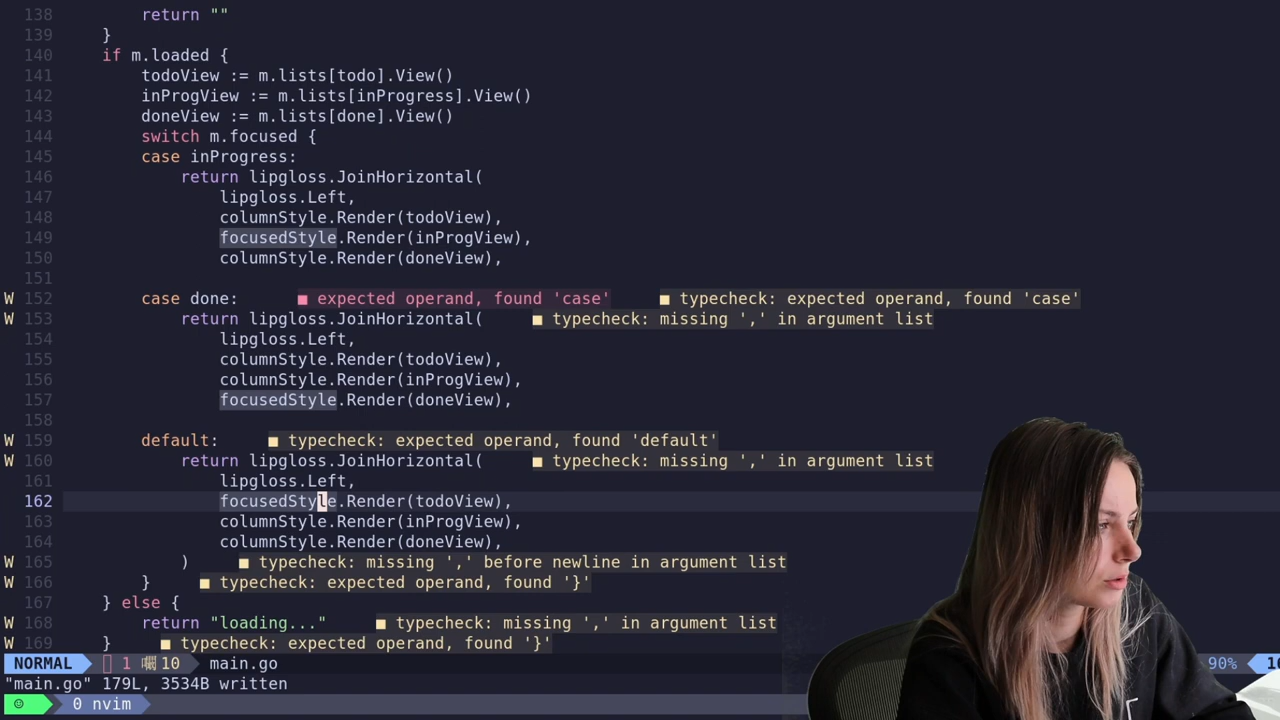 138 return ""
139 }
140 if m.loaded {
141 todoView := m.lists[todo].View()
142 inProgView := m.lists[inProgress].View()
143 doneView := m.lists[done].View()
144 switch m.focused {
145 case inProgress:
146 return lipgloss.JoinHorizontal(
147 lipgloss.Left,
148 columnStyle.Render(todoView),
149 focusedStyle.Render(inProgView),
150 columnStyle.Render(doneView),
151
W 152 case done: ■ expected operand, found 'case' ■ typecheck: expected operand, found 'case'
W 153 return lipgloss.JoinHorizontal( ■ typecheck: missing ',' in argument list
154 lipgloss.Left,
155 columnStyle.Render(todoView),
156 columnStyle.Render(inProgView),
157 focusedStyle.Render(doneView),
158
W 159 default: ■ typecheck: expected operand, found 'default'
W 160 return lipgloss.JoinHorizontal( ■ typecheck: missing ',' in argument list
161 lipgloss.Left,
162 focusedStyle.Render(todoView),
163 columnStyle.Render(inProgView),
164 columnStyle.Render(doneView),
W 165 ) ■ typecheck: missing ',' before newline in argument list
W 166 } ■ typecheck: expected operand, found '}'
167 } else {
W 168 return "loading..." ■ typecheck: missing ',' in argument list
W 169 } ■ typecheck: expected operand, found '}'
NORMAL 1 10 main.go 90%
"main.go" 179L, 3534B written
0 nvim